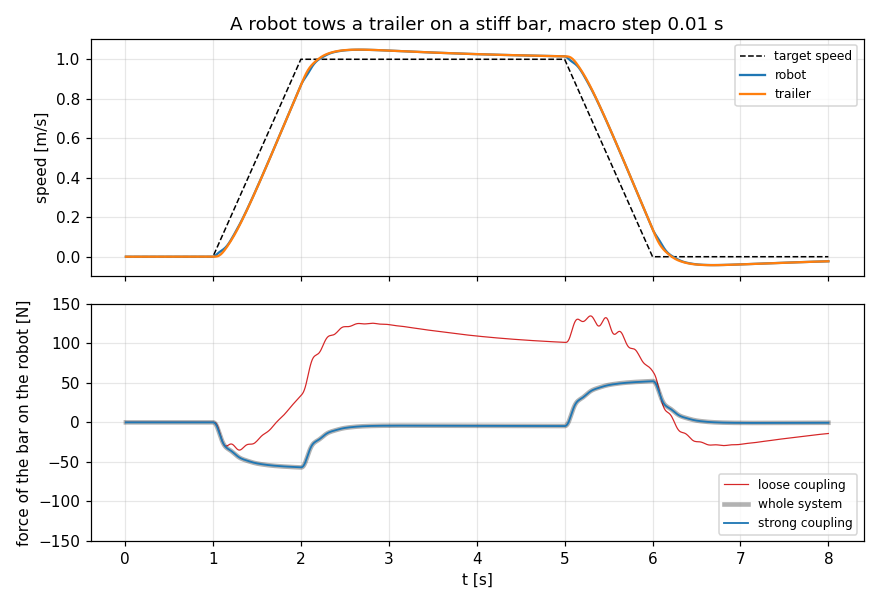 A robot tows a trailer on a stiff bar, macro step 0.01 s
speed [m/s]
1.0
0.8
0.6
0.4
0.2
0.0
target speed
robot
trailer
force of the bar on the robot [N]
150
100
50
0
−50
−100
−150
loose coupling
whole system
strong coupling
0 1 2 3 4 5 6 7 8
t [s]